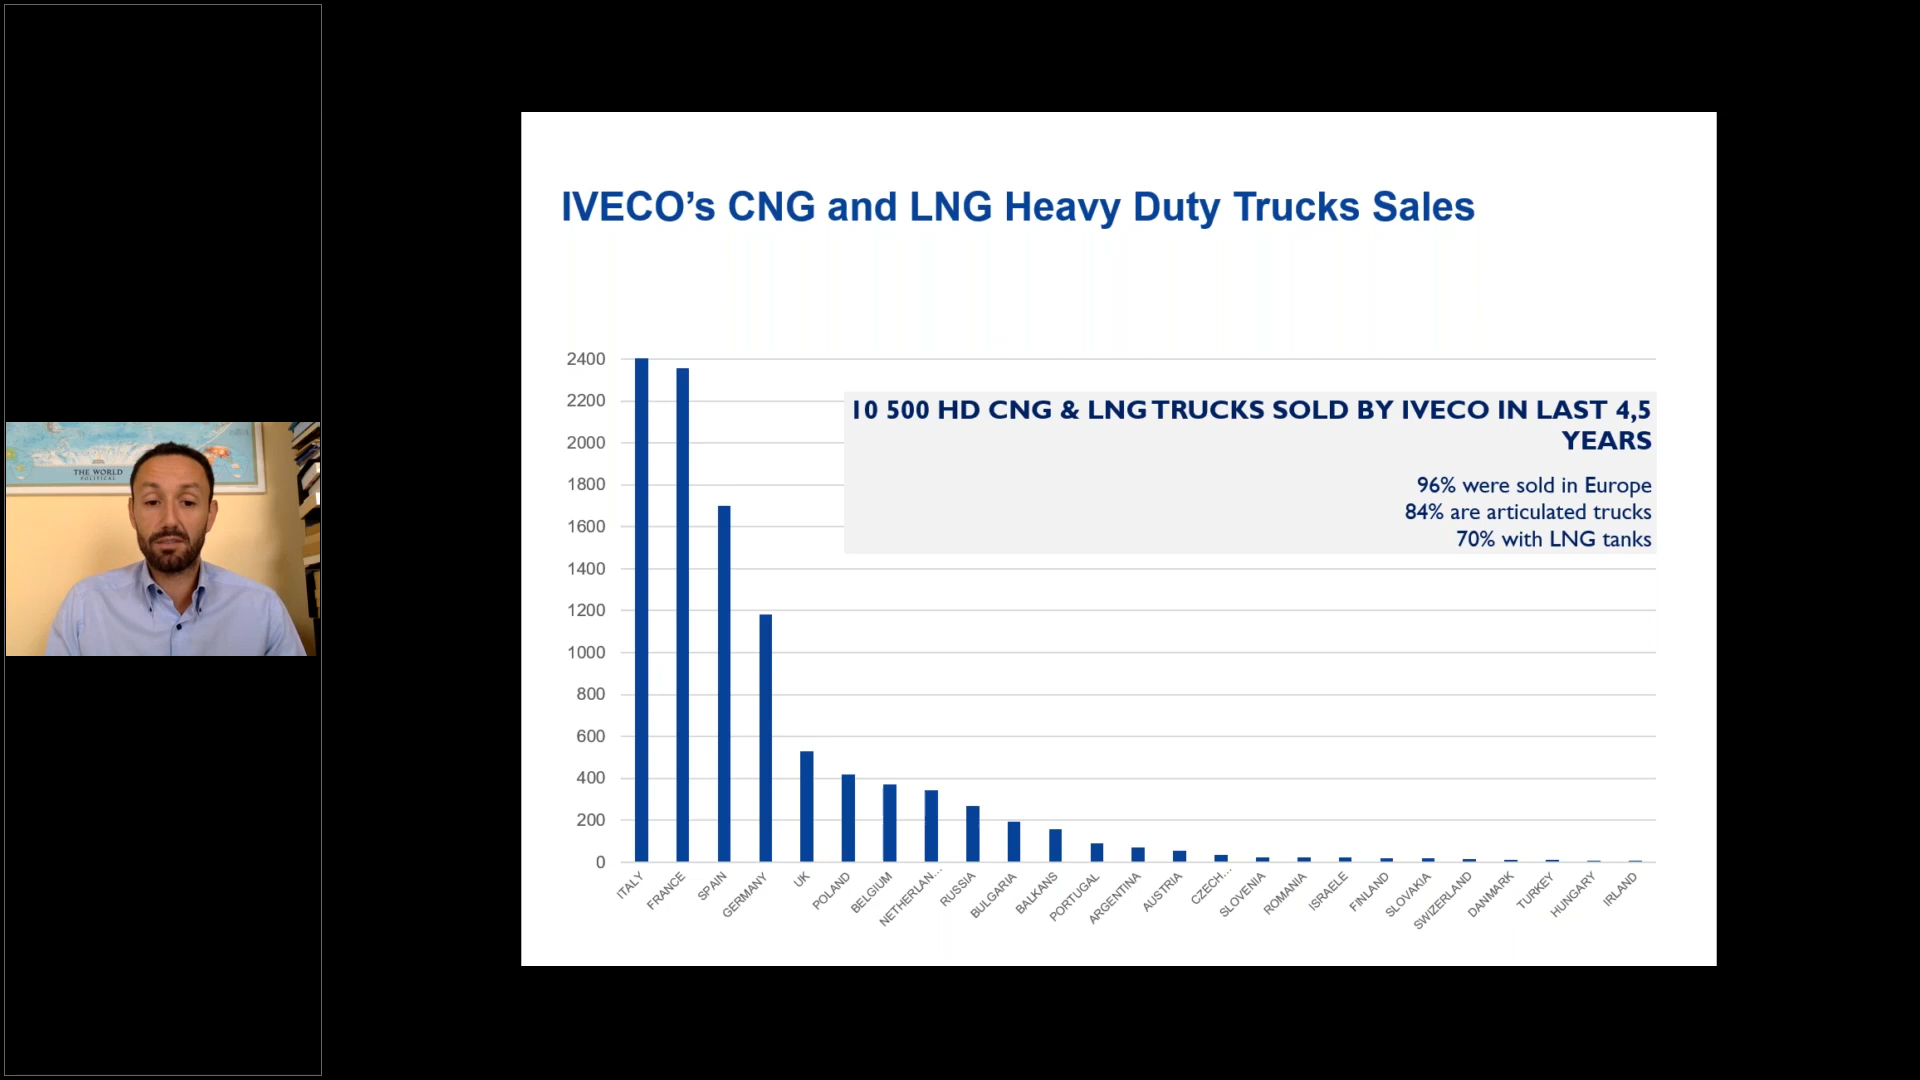 THE WORLD
POLITICAL
IVECO’s CNG and LNG Heavy Duty Trucks Sales
2400
2200
2000
1800
1600
1400
1200
1000
800
600
400
200
0
10 500 HD CNG & LNG TRUCKS SOLD BY IVECO IN LAST 4,5
YEARS
96% were sold in Europe
84% are articulated trucks
70% with LNG tanks
ITALY
FRANCE
SPAIN
GERMANY
UK
POLAND
BELGIUM
NETHERLAN…
RUSSIA
BULGARIA
BALKANS
PORTUGAL
ARGENTINA
AUSTRIA
CZECH…
SLOVENIA
ROMANIA
ISRAELE
FINLAND
SLOVAKIA
SWIZERLAND
DANMARK
TURKEY
HUNGARY
IRLAND